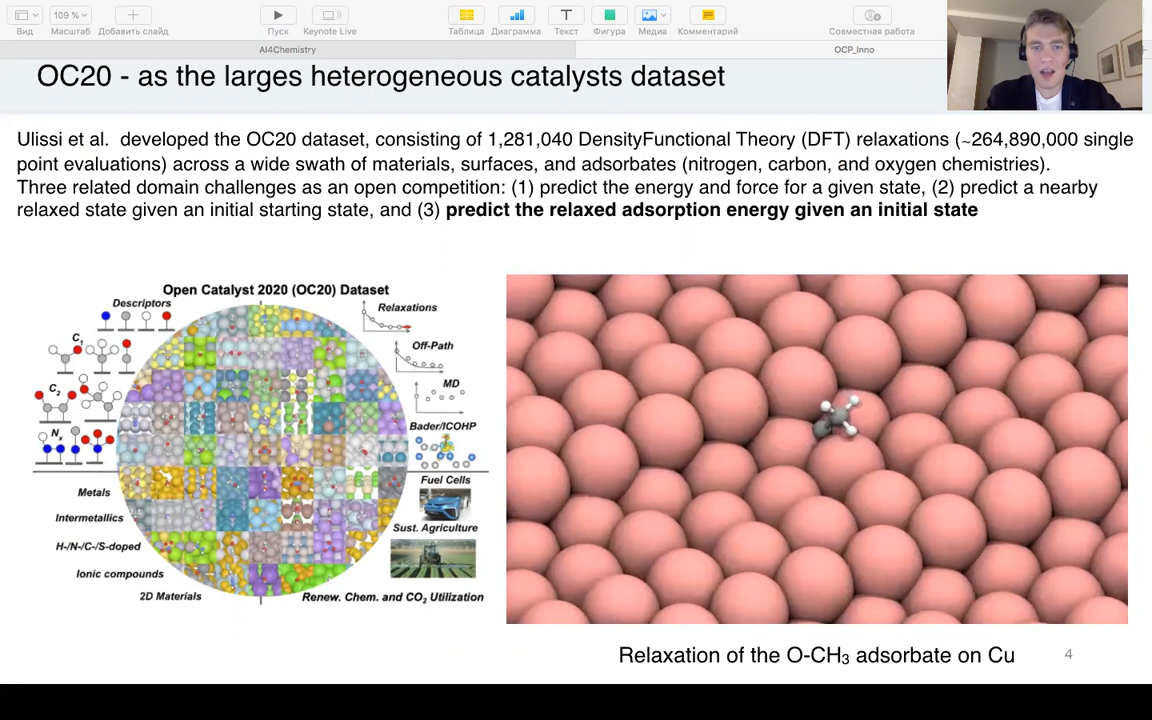 109 %
Вид
Масштаб
Добавить слайд
Пуск
Keynote Live
Таблица
Диаграмма
Текст
Фигура
Медиа
Комментарий
Совместная работа
AI4Chemistry
OCP_Inno
OC20 - as the larges heterogeneous catalysts dataset
Ulissi et al. developed the OC20 dataset, consisting of 1,281,040 DensityFunctional Theory (DFT) relaxations (~264,890,000 single
point evaluations) across a wide swath of materials, surfaces, and adsorbates (nitrogen, carbon, and oxygen chemistries).
Three related domain challenges as an open competition: (1) predict the energy and force for a given state, (2) predict a nearby
relaxed state given an initial starting state, and (3) predict the relaxed adsorption energy given an initial state
Open Catalyst 2020 (OC20) Dataset
Descriptors
C₁
C₂
Nₓ
Metals
Intermetallics
H-/N-/C-/S-doped
Ionic compounds
2D Materials
Relaxations
Off-Path
MD
Bader/ICOHP
Fuel Cells
Sust. Agriculture
Renew. Chem. and CO₂ Utilization
Relaxation of the O-CH₃ adsorbate on Cu
4